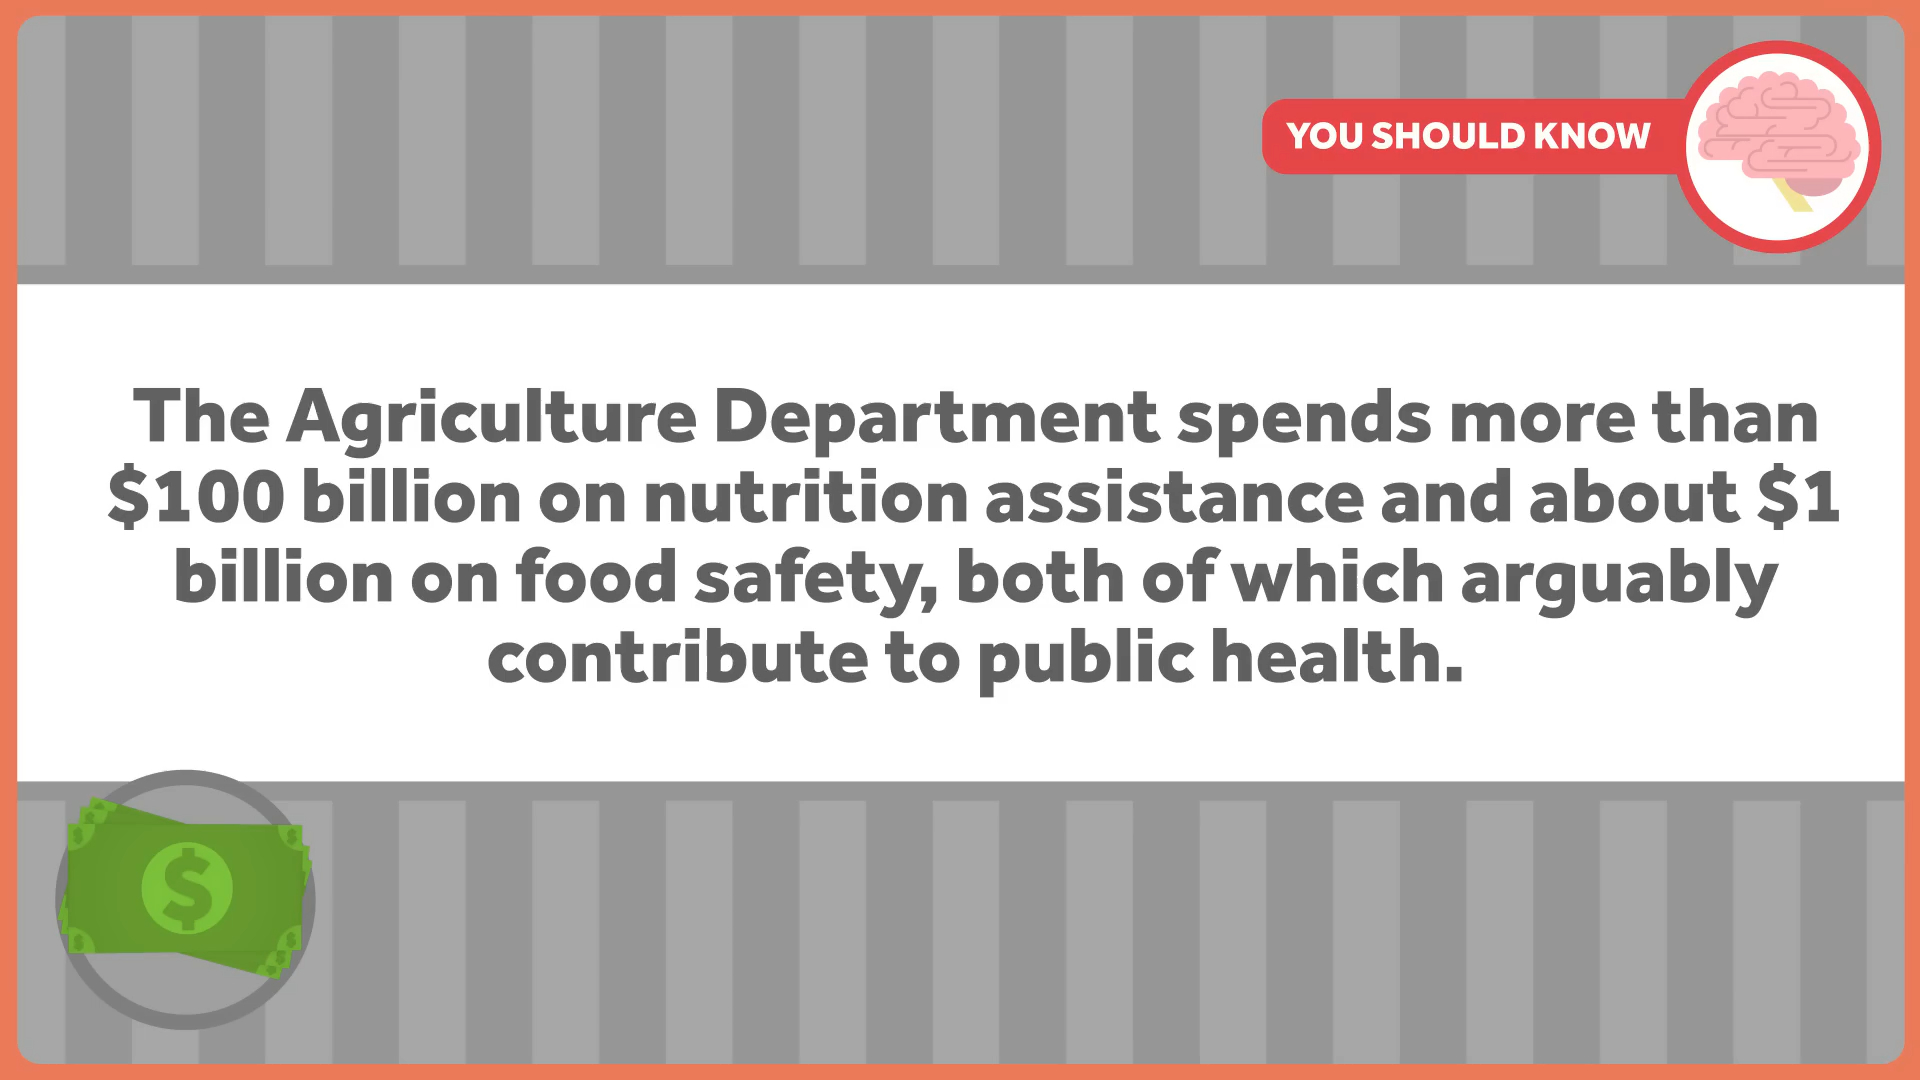 YOU SHOULD KNOW
The Agriculture Department spends more than
$100 billion on nutrition assistance and about $1
billion on food safety, both of which arguably
contribute to public health.
$